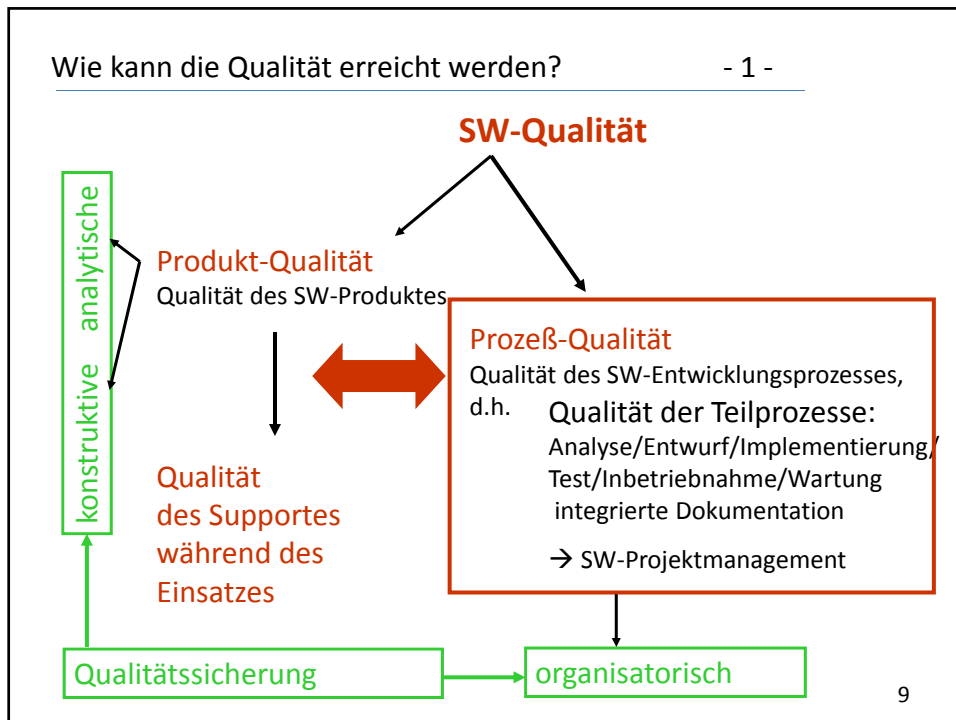 Wie kann die Qualität erreicht werden? - 1 -
SW-Qualität
konstruktive analytische
Produkt-Qualität
Qualität des SW-Produktes
Prozeß-Qualität
Qualität des SW-Entwicklungsprozesses,
d.h. Qualität der Teilprozesse:
Analyse/Entwurf/Implementierung/
Test/Inbetriebnahme/Wartung
integrierte Dokumentation
→ SW-Projektmanagement
Qualität
des Supportes
während des
Einsatzes
Qualitätssicherung
organisatorisch
9